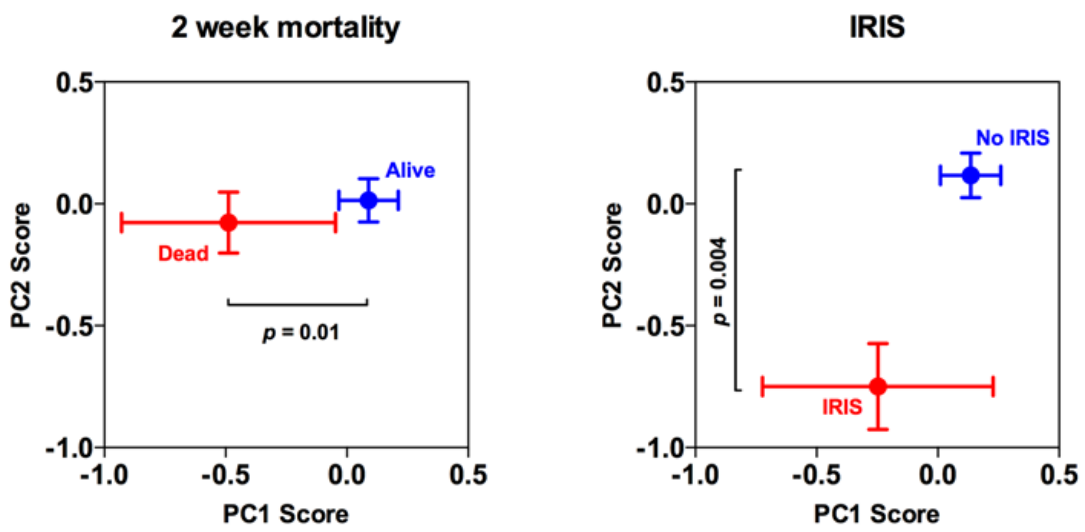 2 week mortality
0.5
0.0
-0.5
-1.0
PC2 Score
Alive
Dead
p = 0.01
-1.0 -0.5 0.0 0.5
PC1 Score
IRIS
0.5
0.0
-0.5
-1.0
PC2 Score
No IRIS
p = 0.004
IRIS
-1.0 -0.5 0.0 0.5
PC1 Score